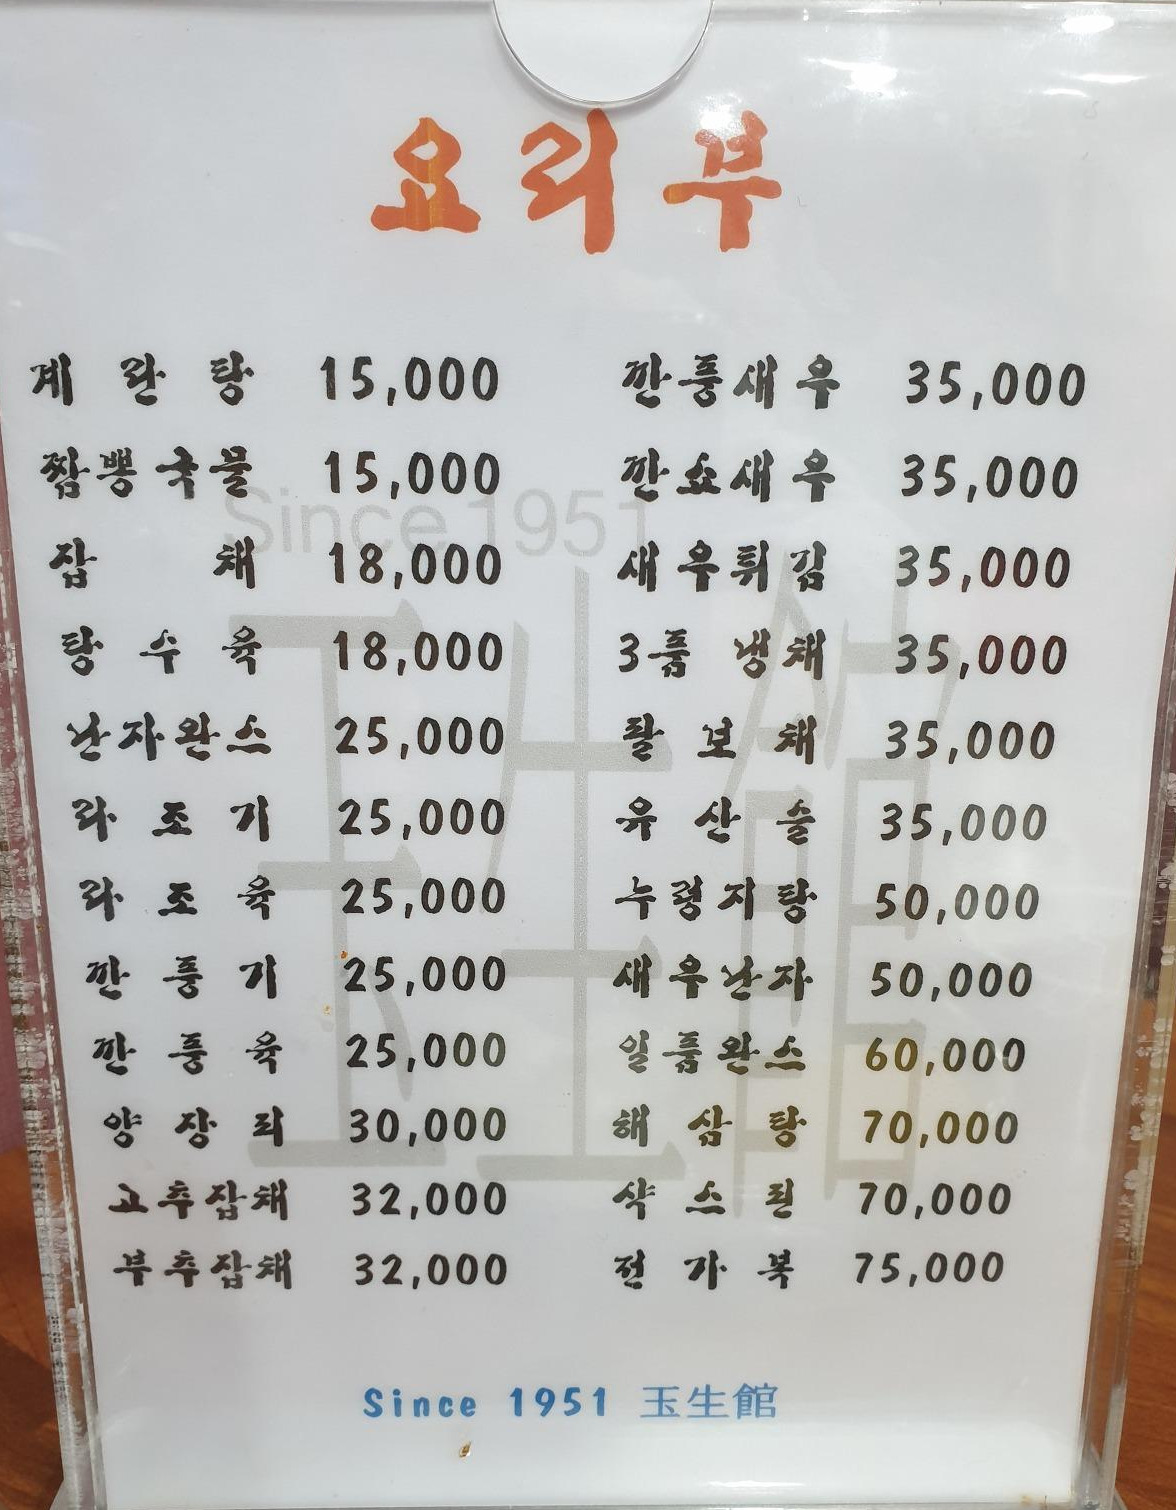 요리부
계란탕 15,000
짬뽕국물 15,000
잡채 18,000
탕수육 18,000
난자완스 25,000
라조기 25,000
라조육 25,000
깐풍기 25,000
깐풍육 25,000
양장피 30,000
고추잡채 32,000
부추잡채 32,000
깐풍새우 35,000
깐쇼새우 35,000
새우튀김 35,000
3품냉채 35,000
팔보채 35,000
유산슬 35,000
누렁지탕 50,000
새우난자 50,000
일품완스 60,000
해삼탕 70,000
샥스핀 70,000
전가복 75,000
Since 1951
玉生館
Since 1951 玉生館